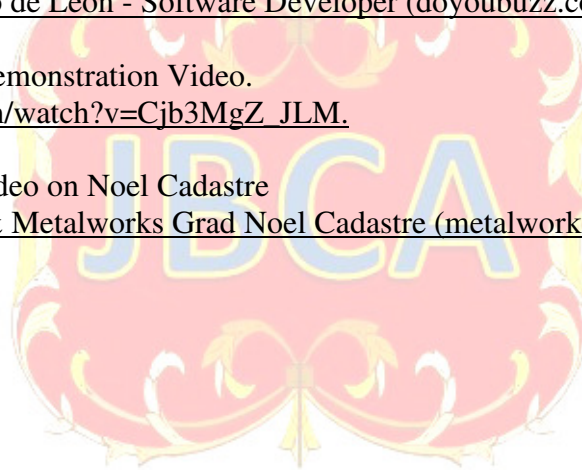 o de Leon - Software Developer (doyoubuzz.co
emonstration Video.
/watch?v=Cjb3MgZ_JLM.
deo on Noel Cadastre
Metalworks Grad Noel Cadastre (metalwork
JBCA